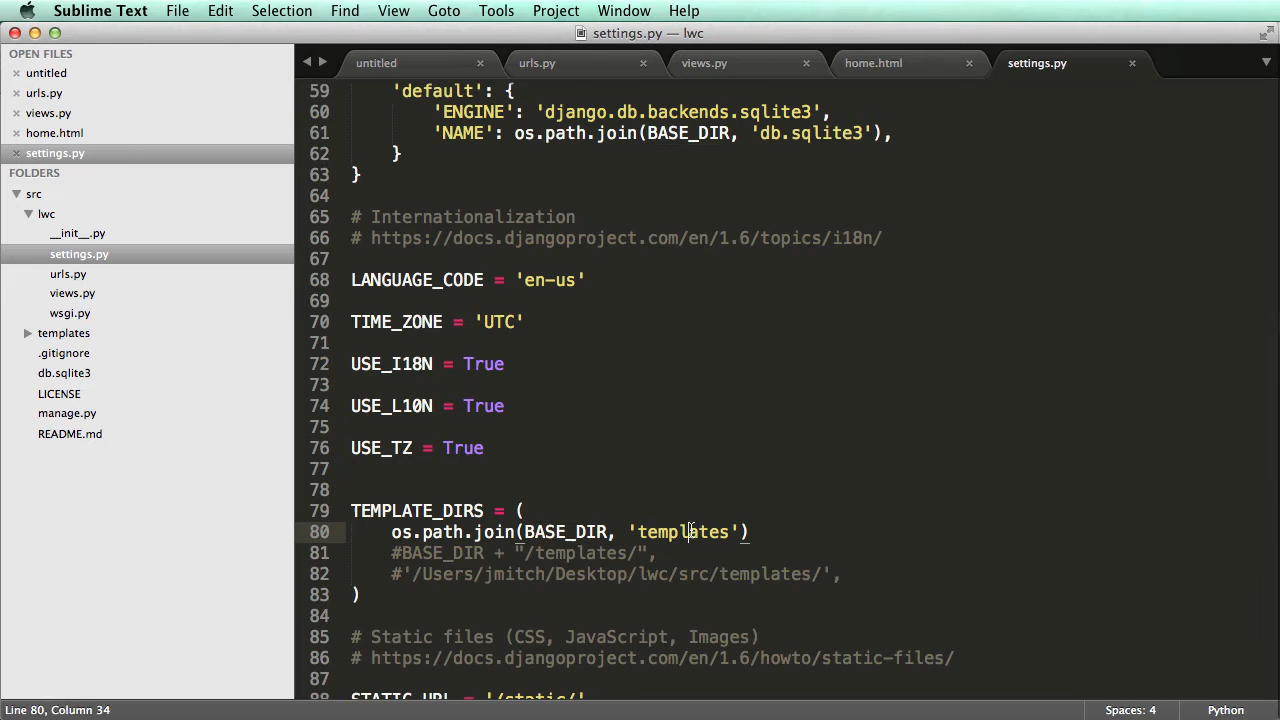 Sublime Text File Edit Selection Find View Goto Tools Project Window Help
settings.py — lwc
OPEN FILES
untitled
urls.py
views.py
home.html
settings.py
FOLDERS
src
lwc
__init__.py
settings.py
urls.py
views.py
wsgi.py
templates
.gitignore
db.sqlite3
LICENSE
manage.py
README.md
untitled urls.py views.py home.html settings.py
59 'default': {
60 'ENGINE': 'django.db.backends.sqlite3',
61 'NAME': os.path.join(BASE_DIR, 'db.sqlite3'),
62 }
63 }
64
65 # Internationalization
66 # https://docs.djangoproject.com/en/1.6/topics/i18n/
67
68 LANGUAGE_CODE = 'en-us'
69
70 TIME_ZONE = 'UTC'
71
72 USE_I18N = True
73
74 USE_L10N = True
75
76 USE_TZ = True
77
78
79 TEMPLATE_DIRS = (
80 os.path.join(BASE_DIR, 'templates')
81 #BASE_DIR + "/templates/",
82 #'/Users/jmitch/Desktop/lwc/src/templates/',
83 )
84
85 # Static files (CSS, JavaScript, Images)
86 # https://docs.djangoproject.com/en/1.6/howto/static-files/
87
88 STATIC_URL = '/static/'
Line 80, Column 34 Spaces: 4 Python